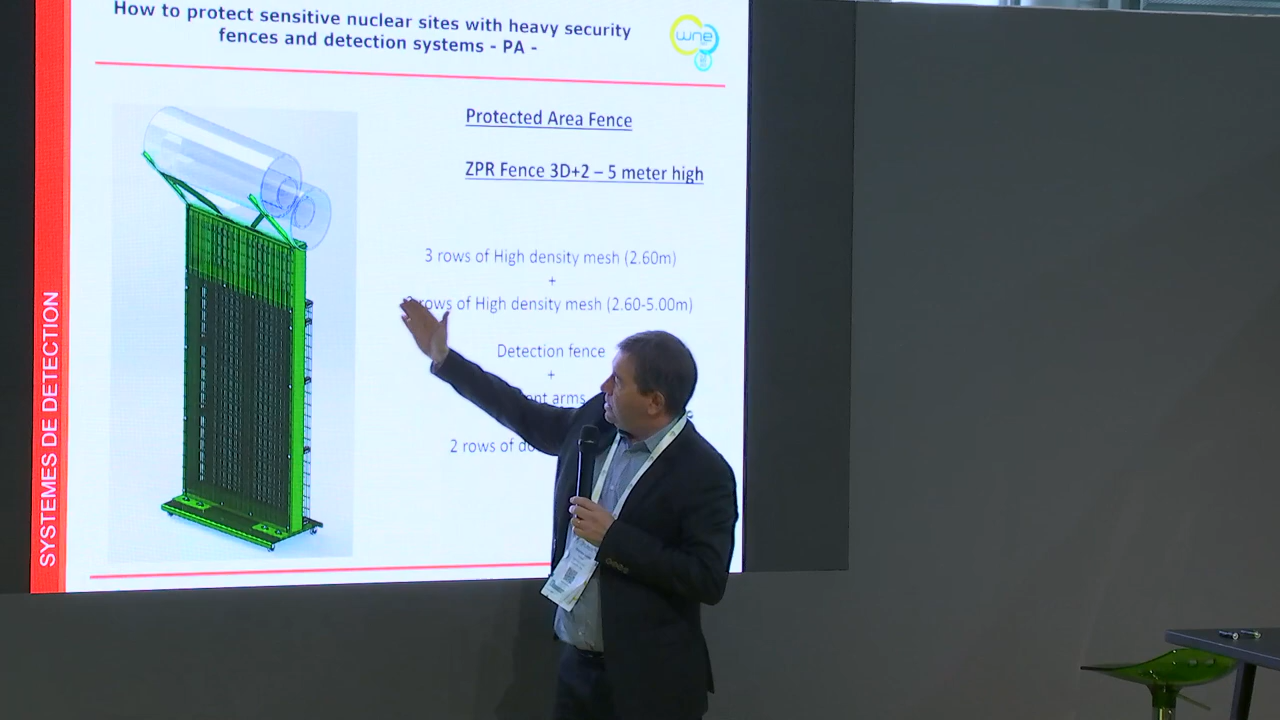 How to protect sensitive nuclear sites with heavy security
fences and detection systems - PA -
wne
Protected Area Fence
ZPR Fence 3D+2 – 5 meter high
3 rows of High density mesh (2.60m)
+
rows of High density mesh (2.60-5.00m)
Detection fence
+
arms
2 rows of
SYSTEMES DE DETECTION